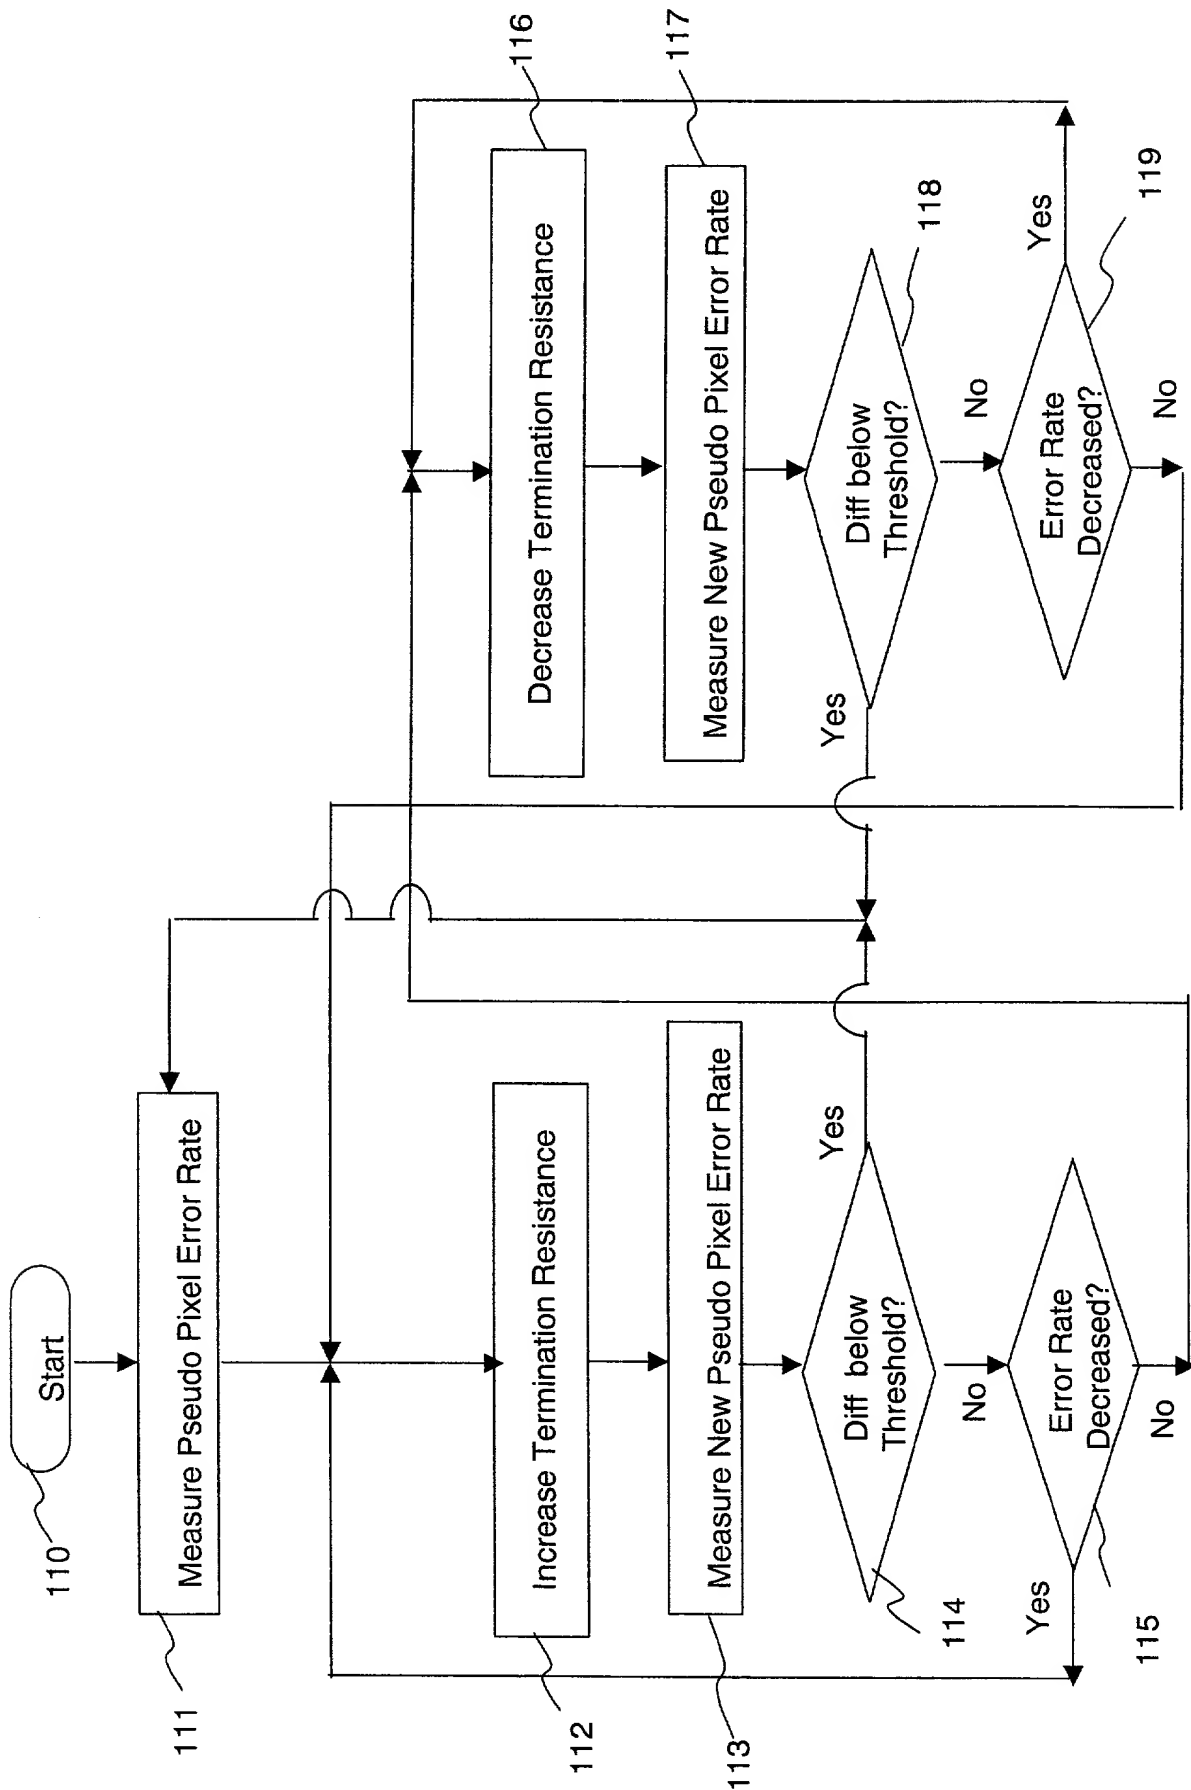 110
Start
111
Measure Pseudo Pixel Error Rate
112
Increase Termination Resistance
113
Measure New Pseudo Pixel Error Rate
114
Diff below
Threshold?
Yes
No
115
Error Rate
Decreased?
Yes
No
116
Decrease Termination Resistance
117
Measure New Pseudo Pixel Error Rate
118
Diff below
Threshold?
Yes
No
119
Error Rate
Decreased?
Yes
No